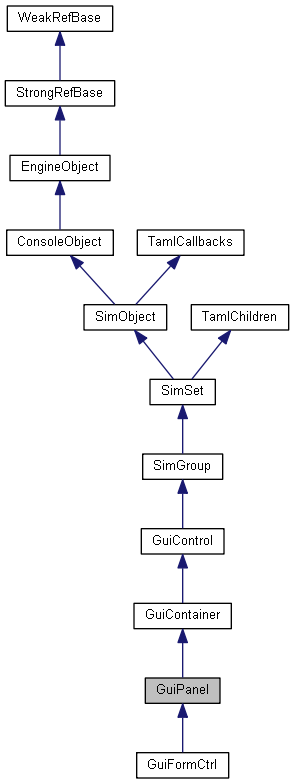 WeakRefBase
StrongRefBase
EngineObject
ConsoleObject
TamlCallbacks
SimObject
TamlChildren
SimSet
SimGroup
GuiControl
GuiContainer
GuiPanel
GuiFormCtrl